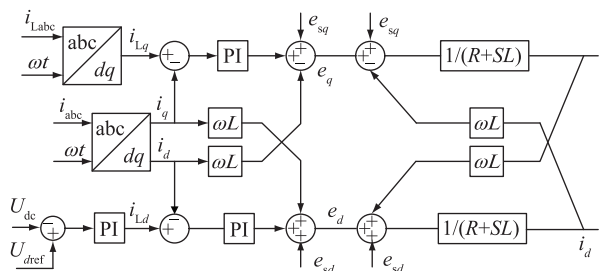 i_Labc
abc
dq
ωt
i_Lq
PI
e_sq
e_q
e_sq
1/(R+SL)
i_abc
abc
dq
ωt
i_q
ωL
ωL
i_d
ωL
ωL
U_dc
U_dref
PI
i_Ld
PI
e_d
e_sd
e_sd
1/(R+SL)
i_d